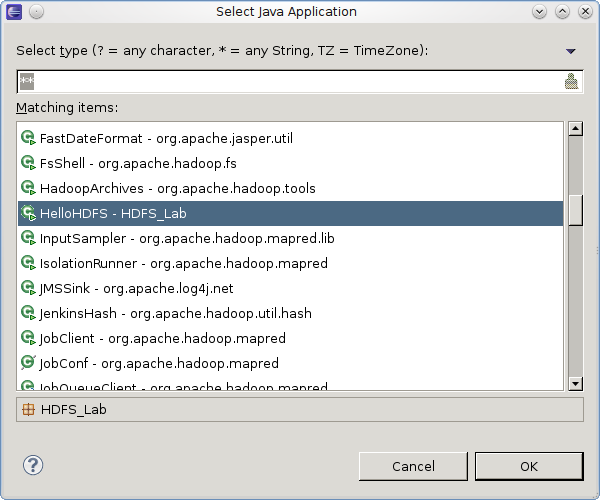 Select Java Application
Select type (? = any character, * = any String, TZ = TimeZone):
**
Matching items:
FastDateFormat - org.apache.jasper.util
FsShell - org.apache.hadoop.fs
HadoopArchives - org.apache.hadoop.tools
HelloHDFS - HDFS_Lab
InputSampler - org.apache.hadoop.mapred.lib
IsolationRunner - org.apache.hadoop.mapred
JMSSink - org.apache.log4j.net
JenkinsHash - org.apache.hadoop.util.hash
JobClient - org.apache.hadoop.mapred
JobConf - org.apache.hadoop.mapred
JobQueueClient - org.apache.hadoop.mapred
HDFS_Lab
?
Cancel
OK